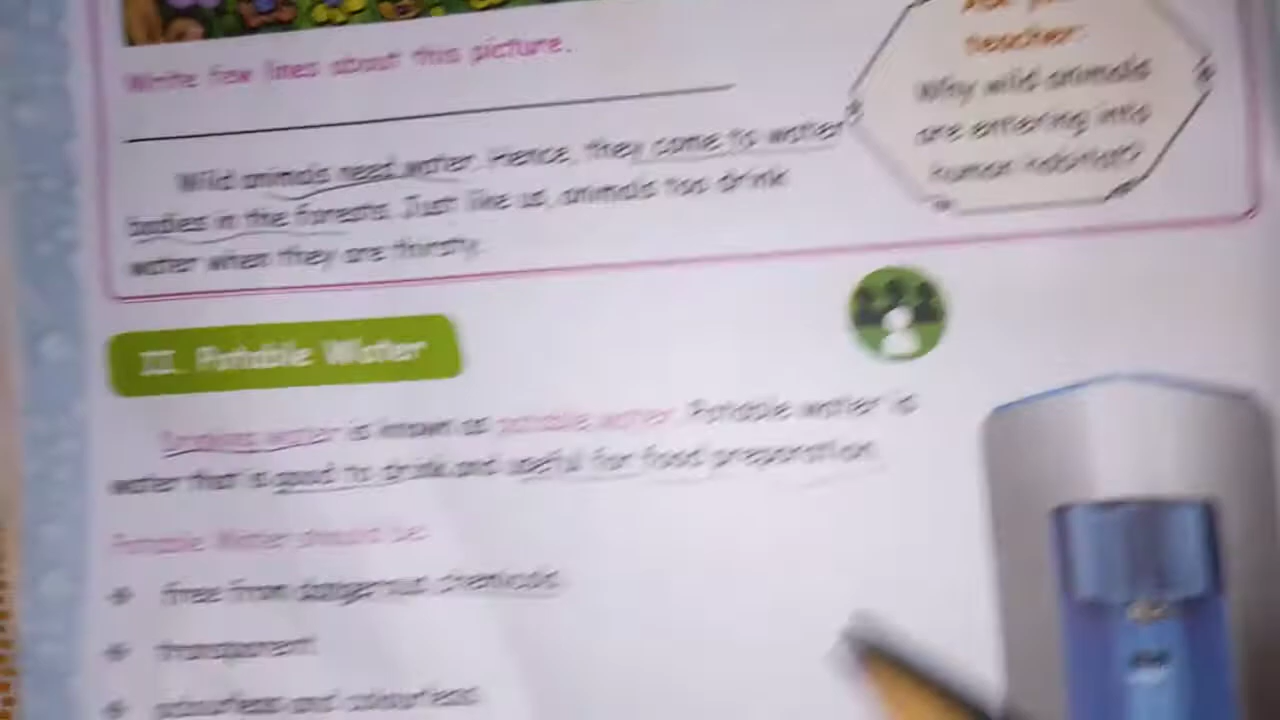 Write few lines about this picture.
teacher:
Why wild animals
are entering into
human habitat?
Wild animals need water. Hence, they come to water
bodies in the forests. Just like us, animals too drink
water when they are thirsty.
II. Potable Water
Drinking water is known as potable water. Potable water is
water that is good to drink and useful for food preparation.
Potable Water should be:
free from dangerous chemicals
transparent
odourless and colourless